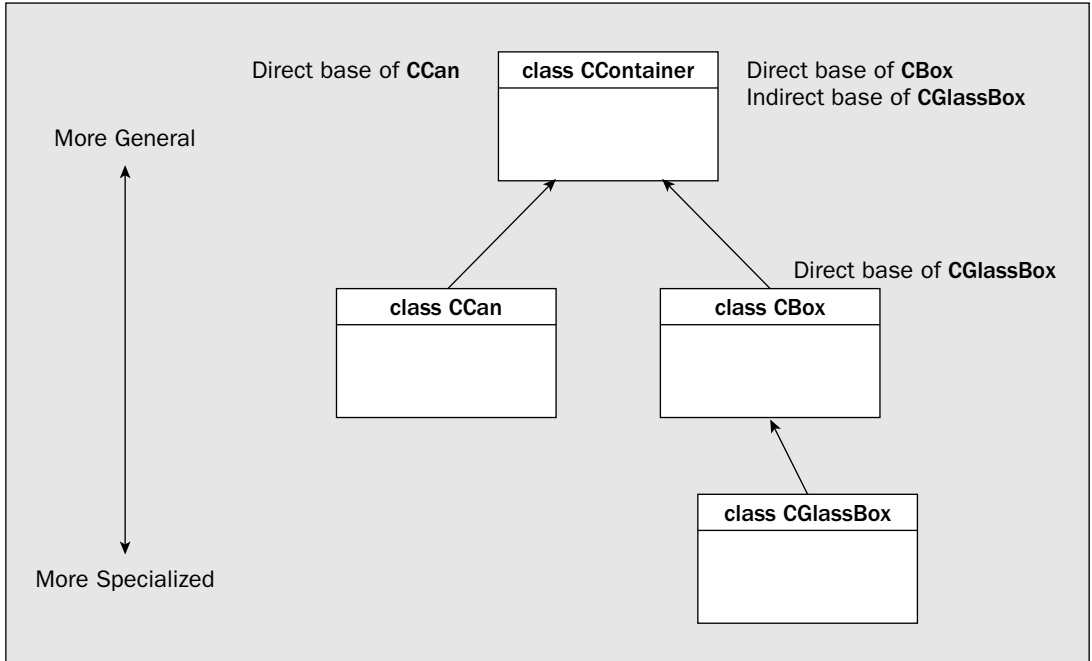 Direct base of CCan
class CContainer
Direct base of CBox
Indirect base of CGlassBox
More General
Direct base of CGlassBox
class CCan
class CBox
class CGlassBox
More Specialized